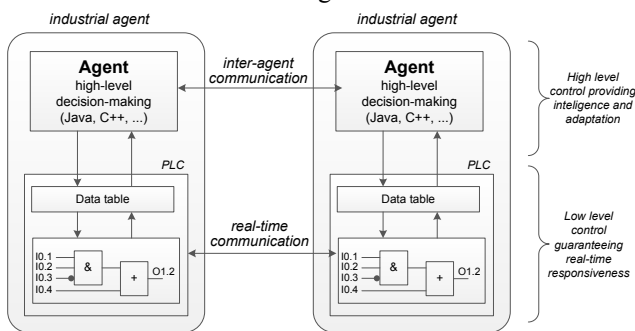 industrial agent
Agent
high-level
decision-making
(Java, C++, ...)
PLC
Data table
I0.1
I0.2
I0.3
I0.4
&
+
O1.2
inter-agent
communication
real-time
communication
industrial agent
Agent
high-level
decision-making
(Java, C++, ...)
PLC
Data table
I0.1
I0.2
I0.3
I0.4
&
+
O1.2
High level
control providing
inteligence and
adaptation
Low level
control
guaranteeing
real-time
responsiveness